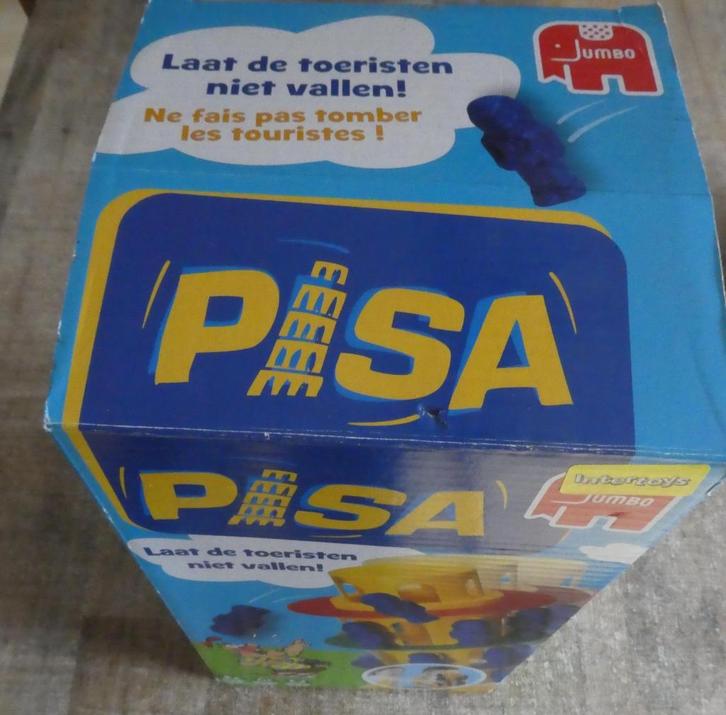 Laat de toeristen
niet vallen!
Ne fais pas tomber
les touristes !
JUMBO
PISA
PISA
Intertoys
JUMBO
Laat de toeristen
niet vallen!